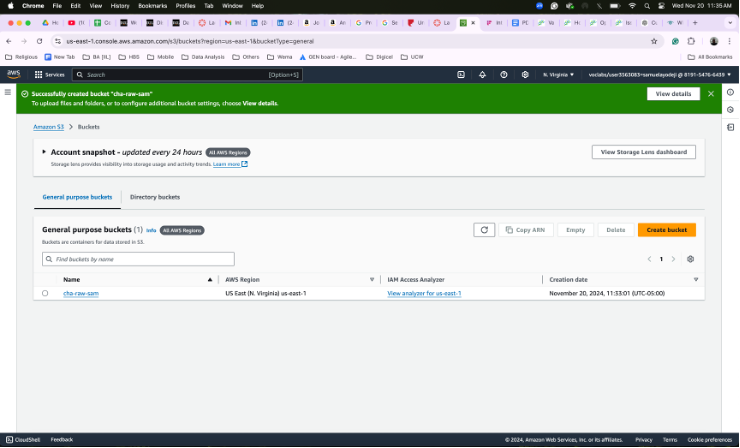 Chrome File Edit View History Bookmarks Profiles Tab Window Help Wed Nov 20 11:35AM
us-east-1.console.aws.amazon.com/s3/buckets?region=us-east-1&bucketType=general
Religious New Tab BA [IL] HBS Mobile Data Analysis Others Wema OEN board - Agile... Digicel UCW All Bookmarks
aws Services Search [Option+S] N. Virginia
Successfully created bucket "cha-raw-sam"
To upload files and folders, or to configure additional bucket settings, choose View details.
View details
Amazon S3 > Buckets
Account snapshot - updated every 24 hours All AWS Regions
Storage lens provides visibility into storage usage and activity trends. Learn more
View Storage Lens dashboard
General purpose buckets Directory buckets
General purpose buckets (1) Info All AWS Regions
Buckets are containers for data stored in S3.
Copy ARN Empty Delete Create bucket
Find buckets by name
1
Name AWS Region IAM Access Analyzer Creation date
cha-raw-sam US East (N. Virginia) us-east-1 View analyzer for us-east-1 November 20, 2024, 11:33:01 (UTC-05:00)
CloudShell Feedback © 2024, Amazon Web Services, Inc. or its affiliates. Privacy Terms Cookie preferences